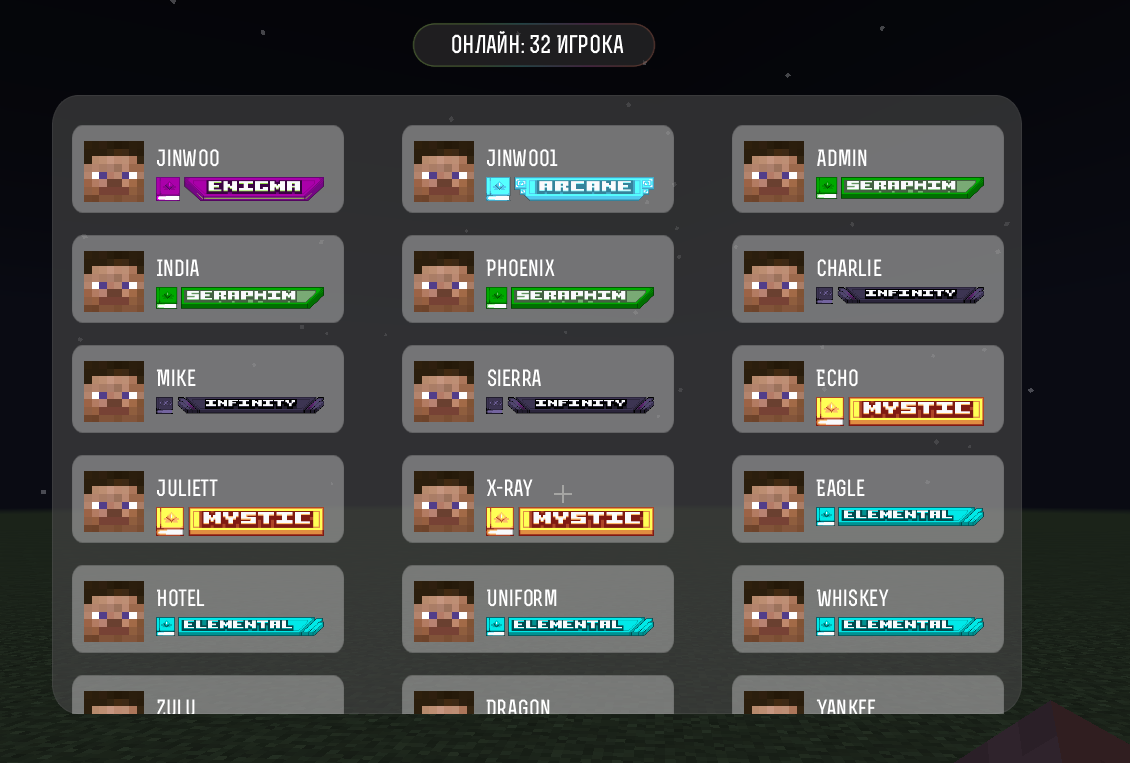 ОНЛАЙН: 32 ИГРОКА
JINWOO
ENIGMA
JINWOO1
ARCANE
ADMIN
SERAPHIM
INDIA
SERAPHIM
PHOENIX
SERAPHIM
CHARLIE
INFINITY
MIKE
INFINITY
SIERRA
INFINITY
ECHO
MYSTIC
JULIETT
MYSTIC
X-RAY
MYSTIC
EAGLE
ELEMENTAL
HOTEL
ELEMENTAL
UNIFORM
ELEMENTAL
WHISKEY
ELEMENTAL
ZULU
DRAGON
YANKEE